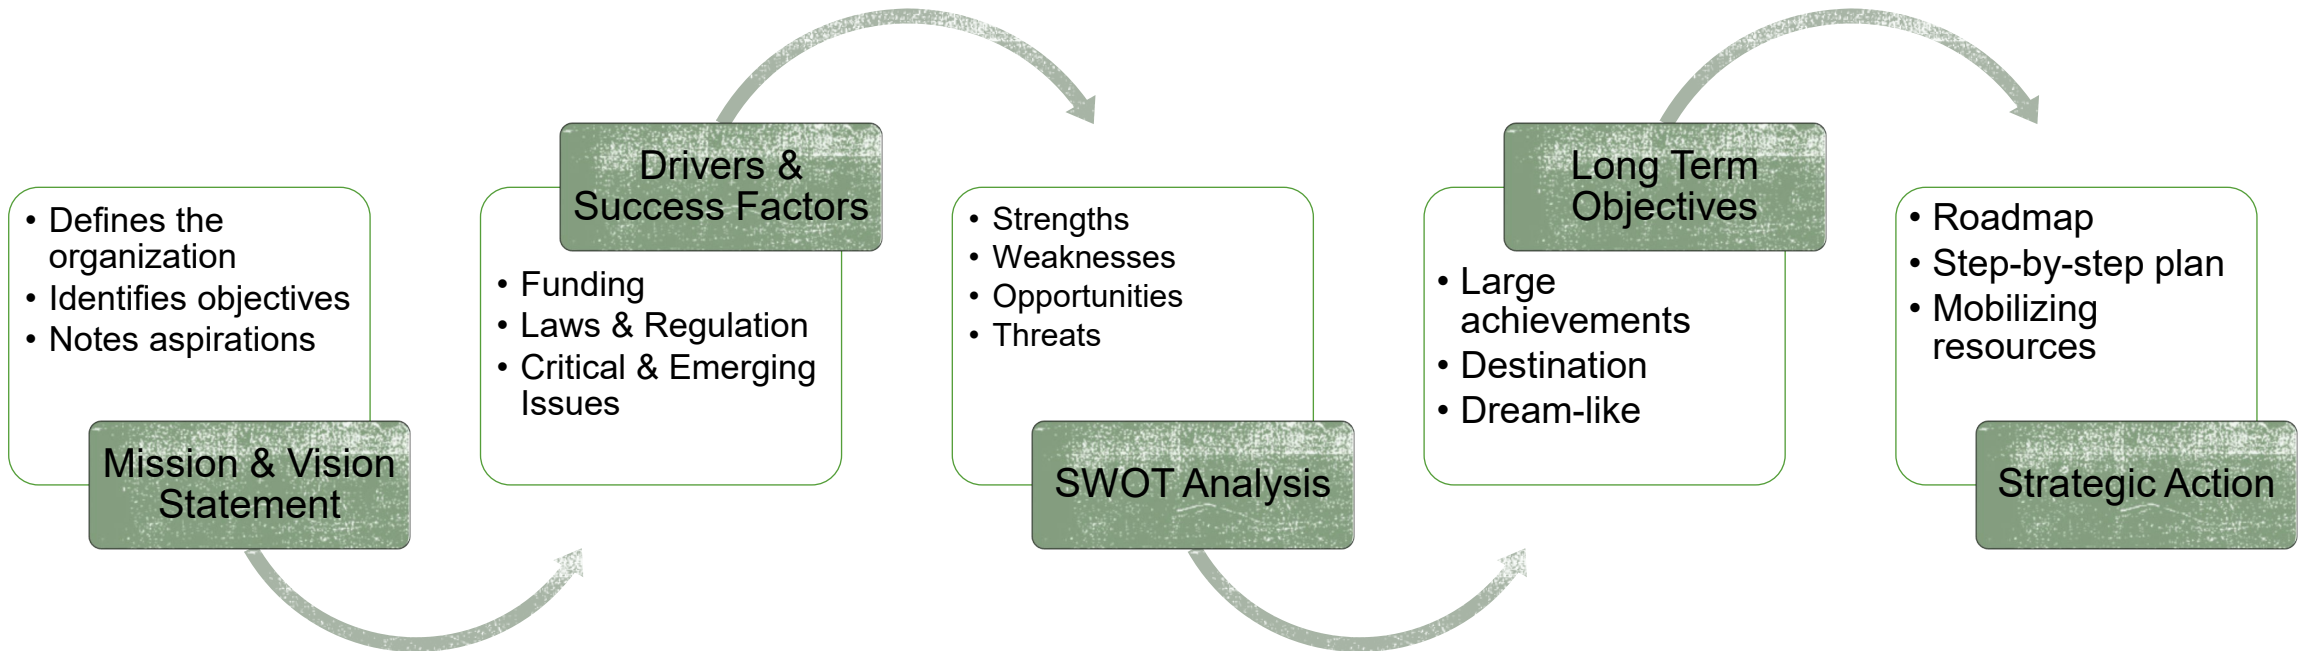 • Defines the
organization
• Identifies objectives
• Notes aspirations
Mission & Vision
Statement
Drivers &
Success Factors
• Funding
• Laws & Regulation
• Critical & Emerging
Issues
• Strengths
• Weaknesses
• Opportunities
• Threats
SWOT Analysis
Long Term
Objectives
• Large
achievements
• Destination
• Dream-like
• Roadmap
• Step-by-step plan
• Mobilizing
resources
Strategic Action